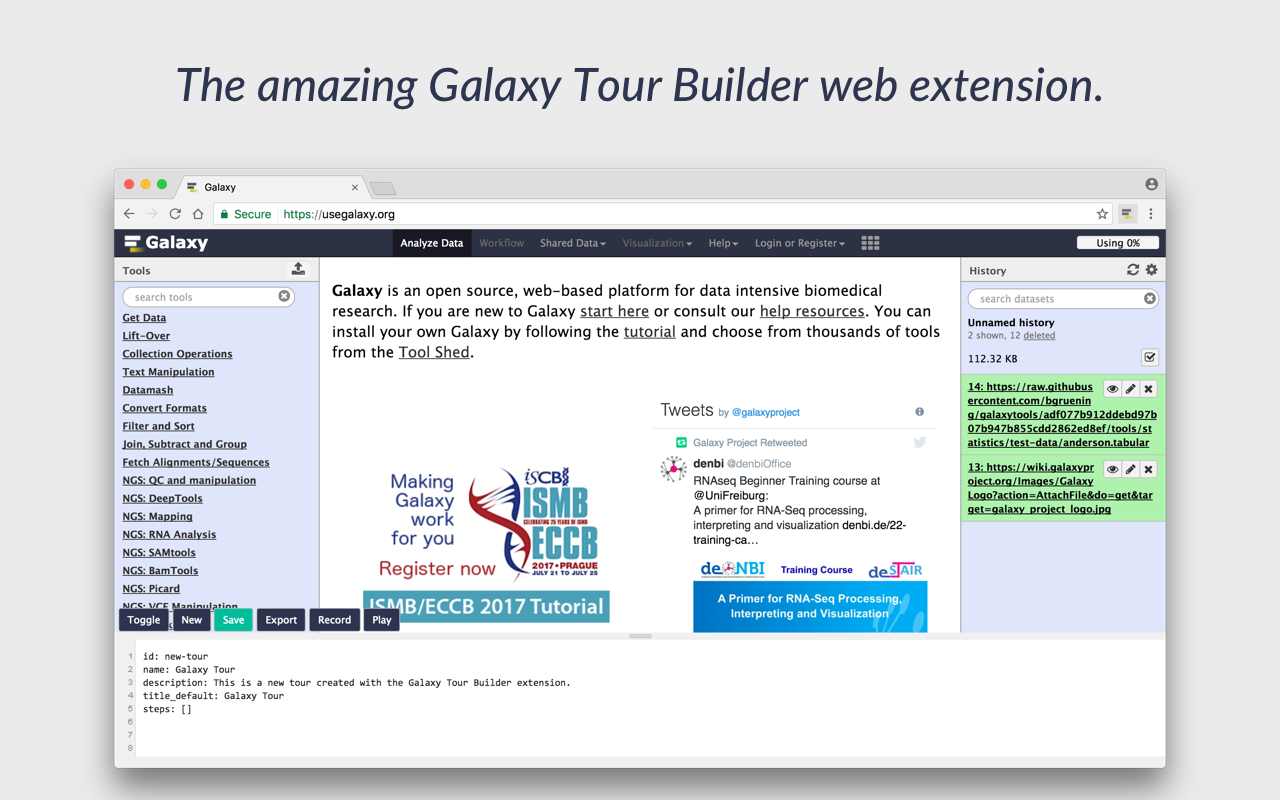 The amazing Galaxy Tour Builder web extension.
Galaxy
Secure https://usegalaxy.org
Galaxy
Analyze Data Workflow Shared Data Visualization Help Login or Register
Using 0%
Tools
search tools
Get Data
Lift-Over
Collection Operations
Text Manipulation
Datamash
Convert Formats
Filter and Sort
Join, Subtract and Group
Fetch Alignments/Sequences
NGS: QC and manipulation
NGS: DeepTools
NGS: Mapping
NGS: RNA Analysis
NGS: SAMtools
NGS: BamTools
NGS: Picard
NGS: VCF Manipulation
Galaxy is an open source, web-based platform for data intensive biomedical
research. If you are new to Galaxy start here or consult our help resources. You can
install your own Galaxy by following the tutorial and choose from thousands of tools
from the Tool Shed.
Making
Galaxy
work
for you
Register now
iSCB
ISMB
CELEBRATING 25 YEARS OF ISMB
ECCB
2017 • PRAGUE
JULY 21 TO JULY 25
ISMB/ECCB 2017 Tutorial
Tweets by @galaxyproject
Galaxy Project Retweeted
denbi @denbiOffice
RNAseq Beginner Training course at
@UniFreiburg:
A primer for RNA-Seq processing,
interpreting and visualization denbi.de/22-
training-ca…
de.NBI
Training Course
deSTAIR
A Primer for RNA-Seq Processing,
Interpreting and Visualization
History
search datasets
Unnamed history
2 shown, 12 deleted
112.32 KB
14: https://raw.githubus
ercontent.com/bgruenin
g/galaxytools/adf077b912ddebd97b
07b947b855cdd2862ed8ef/tools/st
atistics/test-data/anderson.tabular
13: https://wiki.galaxypr
oject.org/Images/Galaxy
Logo?action=AttachFile&do=get&tar
get=galaxy_project_logo.jpg
Toggle New Save Export Record Play
1 id: new-tour
2 name: Galaxy Tour
3 description: This is a new tour created with the Galaxy Tour Builder extension.
4 title_default: Galaxy Tour
5 steps: []
6
7
8